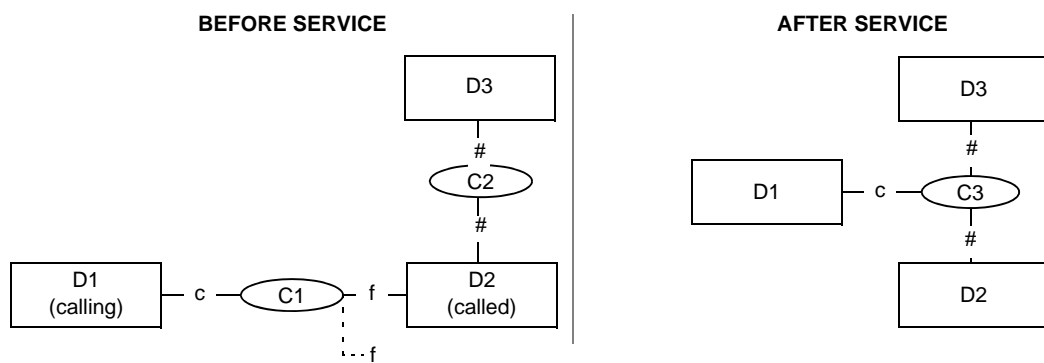 BEFORE SERVICE
D3
#
C2
#
D1
(calling)
c
C1
f
D2
(called)
f
AFTER SERVICE
D3
#
D1
c
C3
#
D2